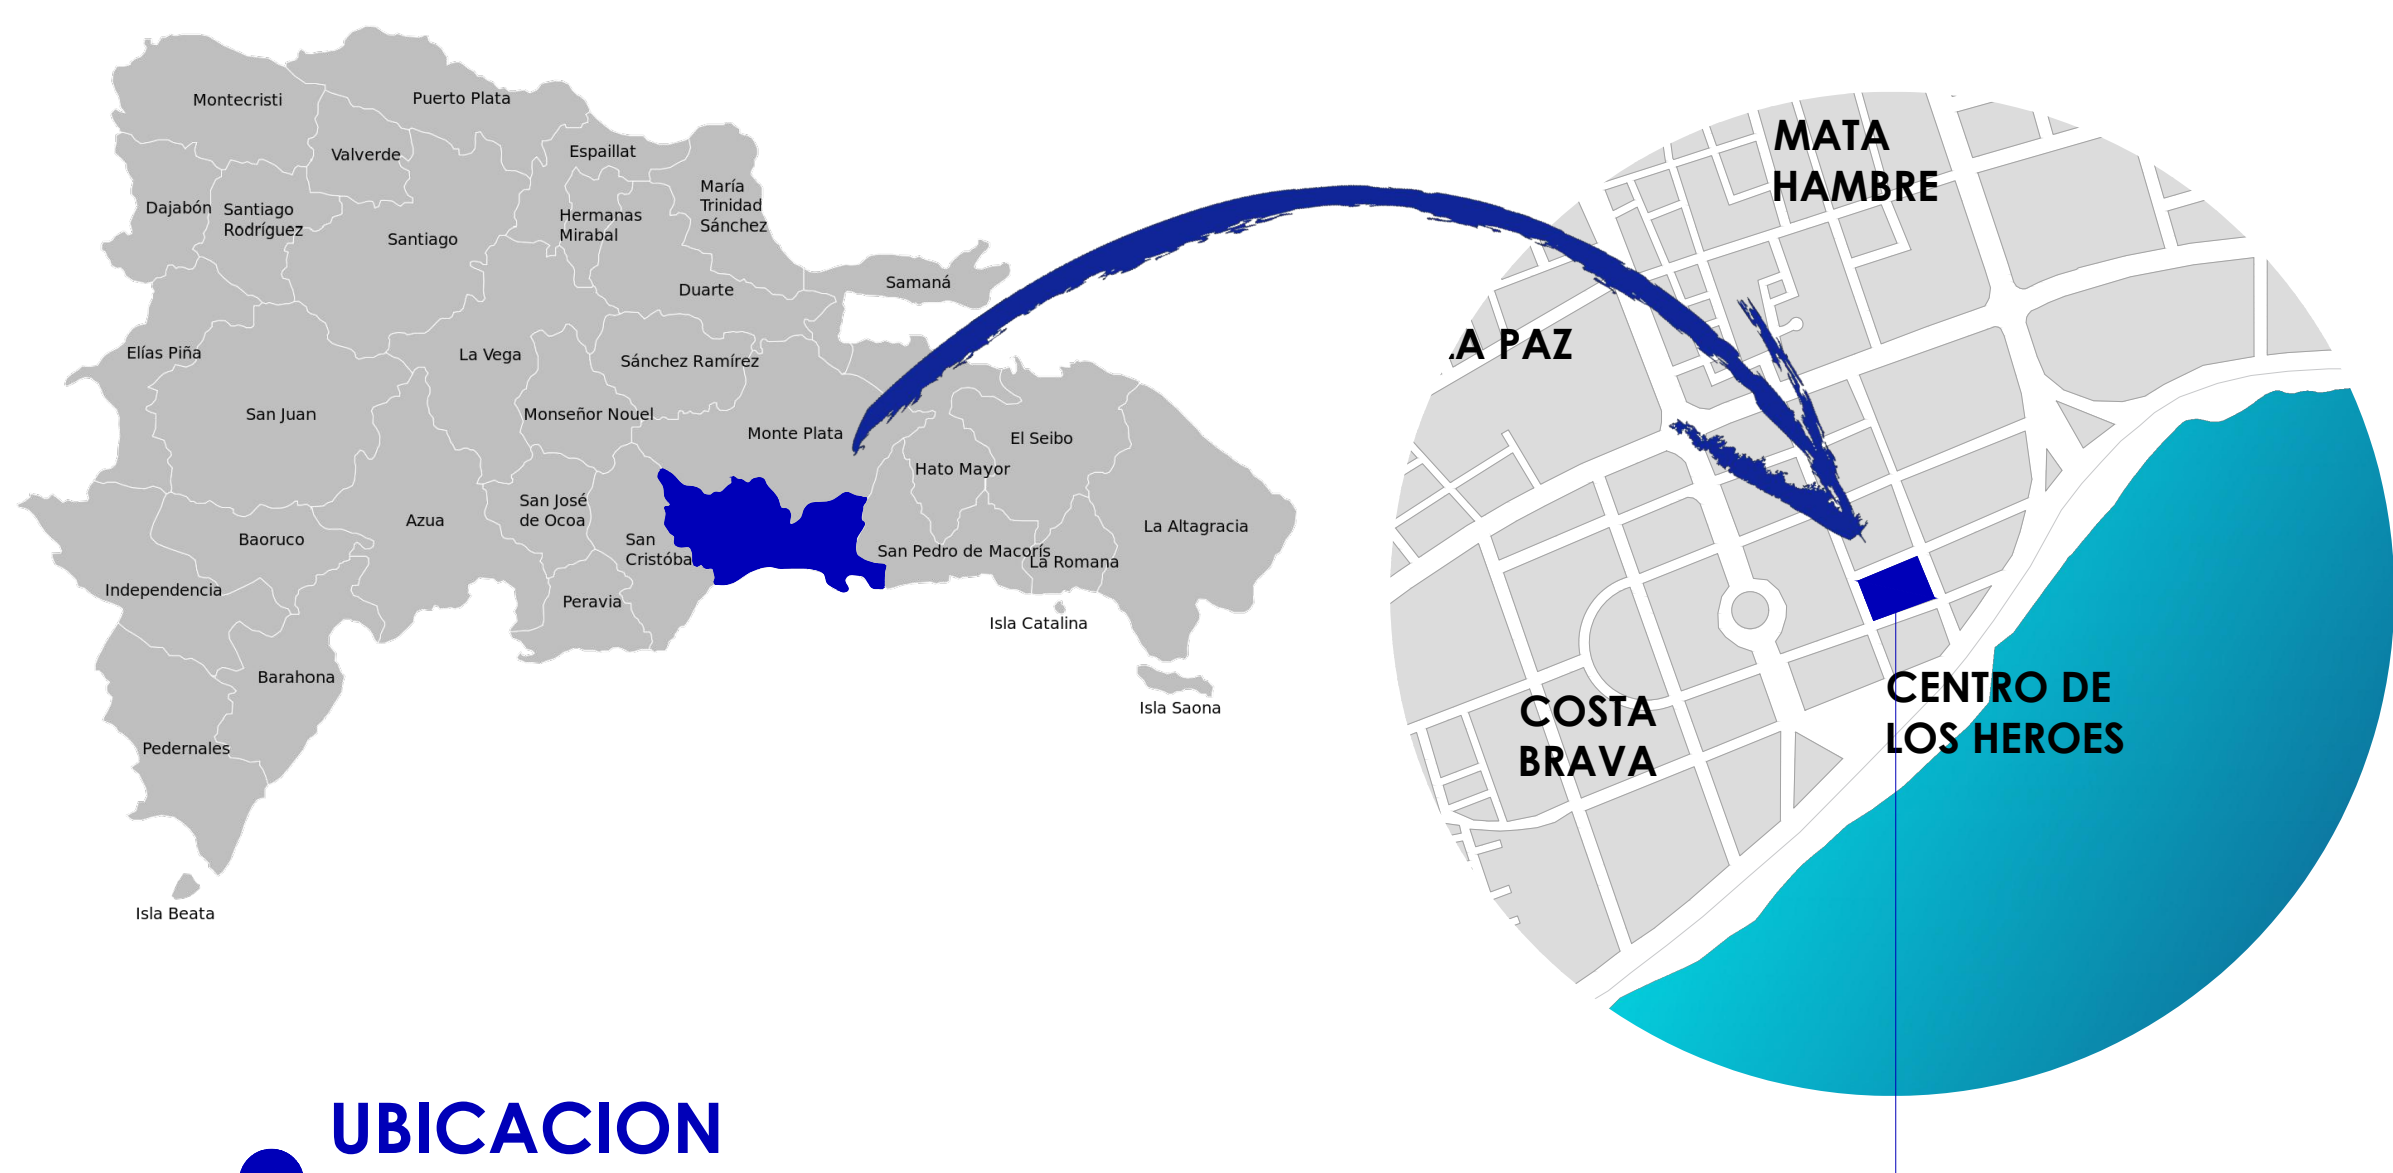 Montecristi
Puerto Plata
Valverde
Espaillat
Dajabón
Santiago
Rodríguez
Santiago
Hermanas
Mirabal
María
Trinidad
Sánchez
Samaná
Duarte
Elías Piña
La Vega
Sánchez Ramírez
San Juan
Monseñor Nouel
Monte Plata
El Seibo
Hato Mayor
Azua
San José
de Ocoa
Baoruco
San
Cristóba
San Pedro de Macorís
La Romana
La Altagracia
Independencia
Peravia
Isla Catalina
Barahona
Isla Saona
Pedernales
Isla Beata
MATA
HAMBRE
A PAZ
COSTA
BRAVA
CENTRO DE
LOS HEROES
UBICACION